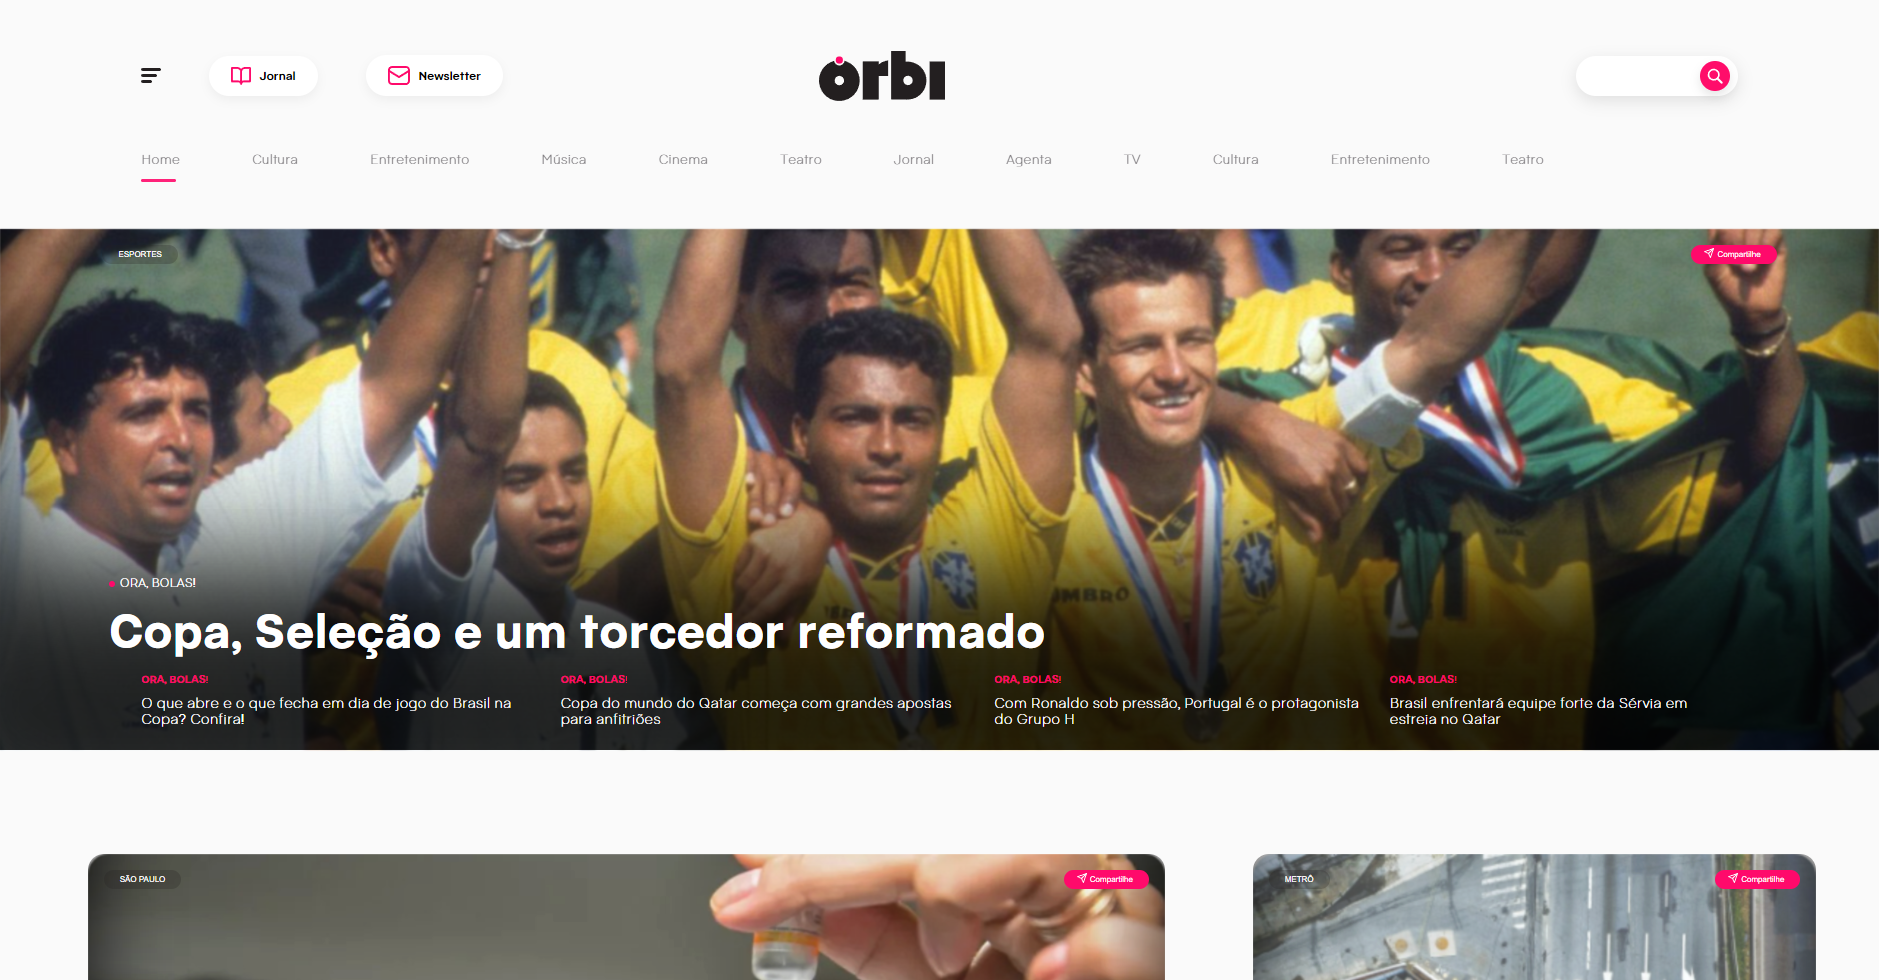 Jornal
Newsletter
orbi
Home
Cultura
Entretenimento
Música
Cinema
Teatro
Jornal
Agenta
TV
Cultura
Entretenimento
Teatro
ESPORTES
Compartilhe
UMBRO
ORA, BOLAS!
Copa, Seleção e um torcedor reformado
ORA, BOLAS!
O que abre e o que fecha em dia de jogo do Brasil na
Copa? Confira!
ORA, BOLAS!
Copa do mundo do Qatar começa com grandes apostas
para anfitriões
ORA, BOLAS!
Com Ronaldo sob pressão, Portugal é o protagonista
do Grupo H
ORA, BOLAS!
Brasil enfrentará equipe forte da Sérvia em
estreia no Qatar
SÃO PAULO
Compartilhe
METRÔ
Compartilhe